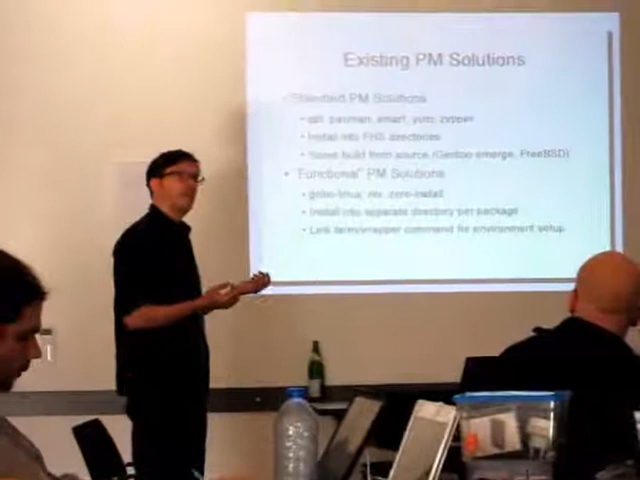 Existing PM Solutions
• Standard PM Solutions
• apt, pacman, smart, yum, zypper
• Install into FHS directories
• Some build from source (Gentoo emerge, FreeBSD)
• "Functional" PM Solutions
• gobo-linux, nix, zero-install
• Install into separate directory per package
• Link farm/wrapper command for environment setup